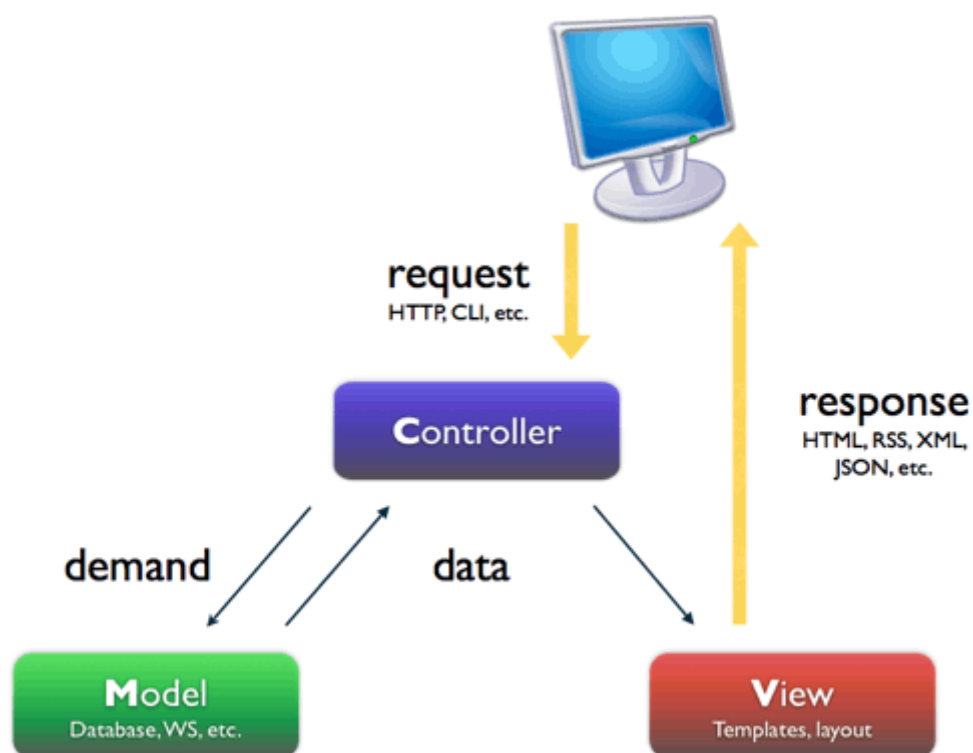 request
HTTP, CLI, etc.
Controller
response
HTML, RSS, XML,
JSON, etc.
demand
data
Model
Database, WS, etc.
View
Templates, layout